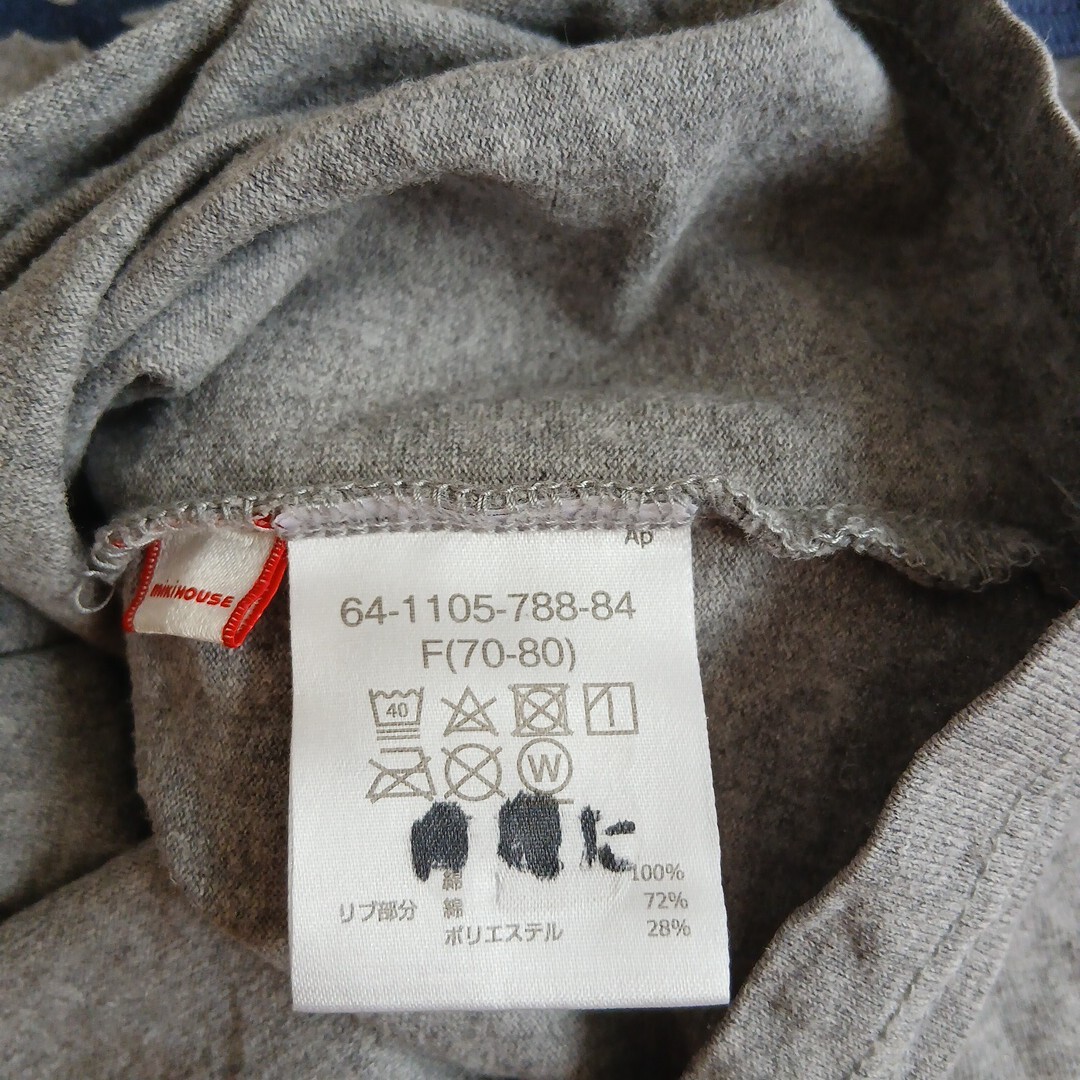 Ap
mikiHOUSE
64-1105-788-84
F(70-80)
40
W
に
綿 100%
リブ部分 綿 72%
ポリエステル 28%